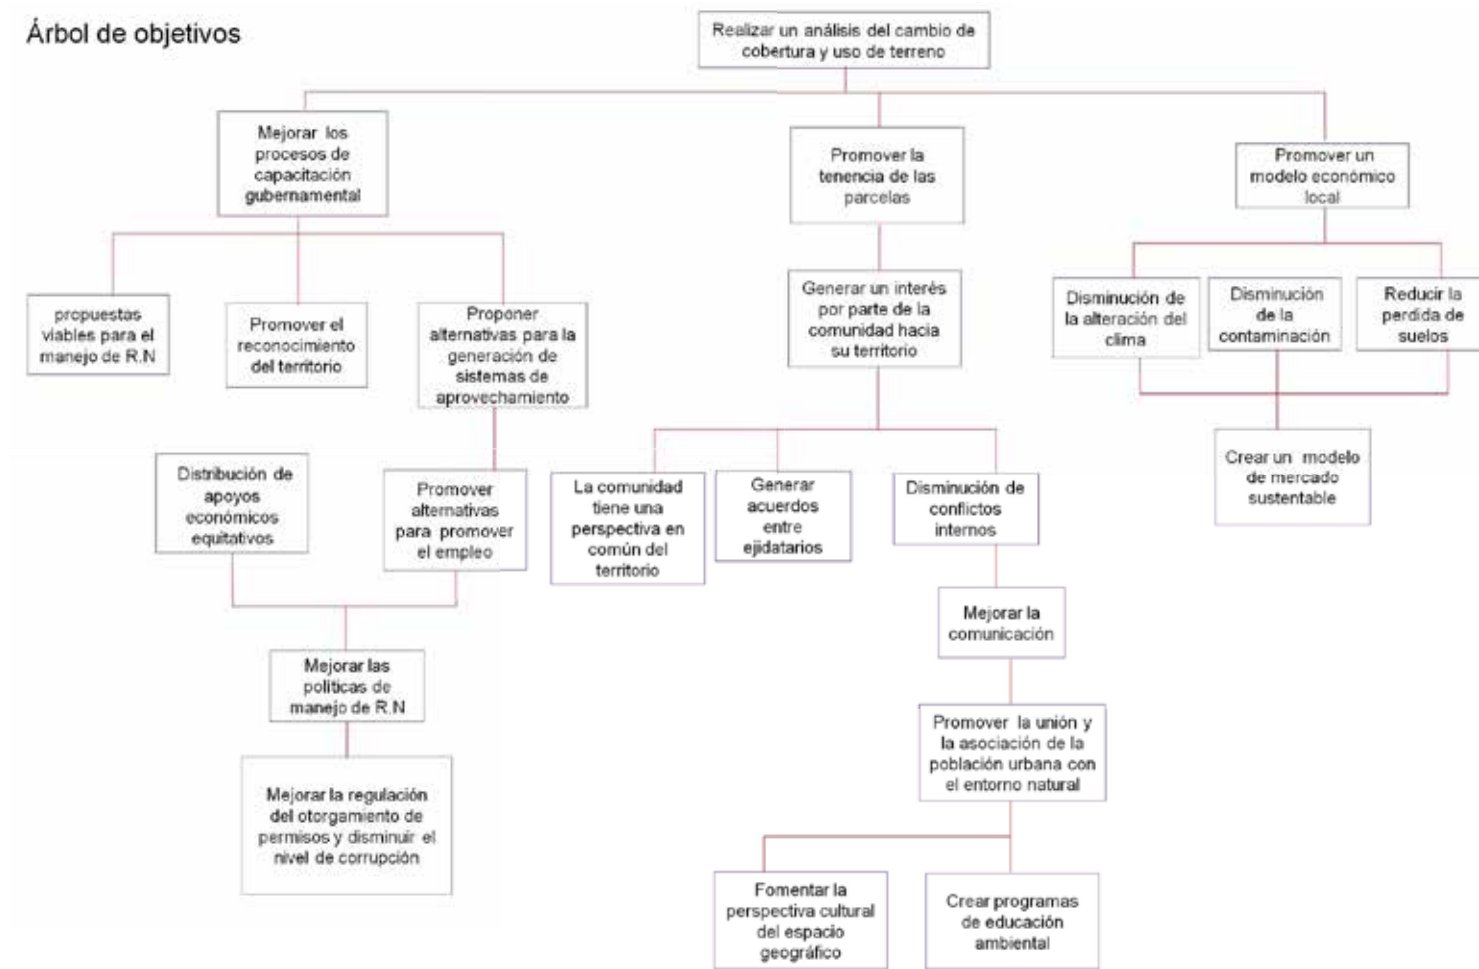 Árbol de objetivos
Realizar un análisis del cambio de
cobertura y uso de terreno
Mejorar los
procesos de
capacitación
gubernamental
Promover la
tenencia de las
parcelas
Promover un
modelo económico
local
propuestas
viables para el
manejo de R.N
Promover el
reconocimiento
del territorio
Proponer
alternativas para la
generación de
sistemas de
aprovechamiento
Generar un interés
por parte de la
comunidad hacia
su territorio
Disminución de
la alteración del
clima
Disminución
de la
contaminación
Reducir la
perdida de
suelos
Distribución de
apoyos
económicos
equitativos
Promover
alternativas
para promover
el empleo
La comunidad
tiene una
perspectiva en
común del
territorio
Generar
acuerdos
entre
ejidatarios
Disminución de
conflictos
internos
Crear un modelo
de mercado
sustentable
Mejorar la
comunicación
Mejorar las
políticas de
manejo de R.N
Promover la unión y
la asociación de la
población urbana con
el entorno natural
Mejorar la regulación
del otorgamiento de
permisos y disminuir el
nivel de corrupción
Fomentar la
perspectiva cultural
del espacio
geográfico
Crear programas
de educación
ambiental